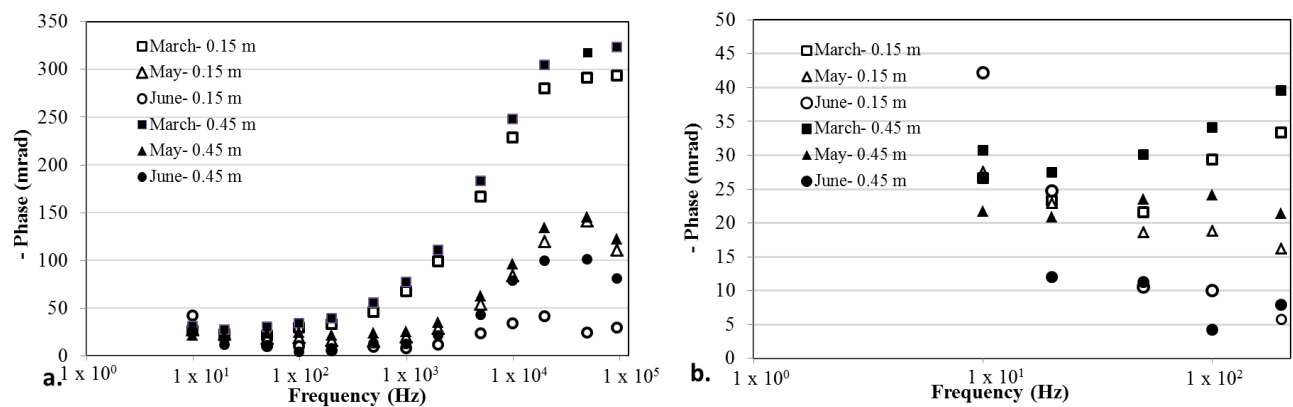 350
300
250
200
150
100
50
0
- Phase (mrad)
March- 0.15 m
May- 0.15 m
June- 0.15 m
March- 0.45 m
May- 0.45 m
June- 0.45 m
1 x 10⁰
1 x 10¹
1 x 10²
1 x 10³
1 x 10⁴
1 x 10⁵
Frequency (Hz)
a.
50
45
40
35
30
25
20
15
10
5
0
- Phase (mrad)
March- 0.15 m
May- 0.15 m
June- 0.15 m
March- 0.45 m
May- 0.45 m
June- 0.45 m
1 x 10⁰
1 x 10¹
1 x 10²
Frequency (Hz)
b.